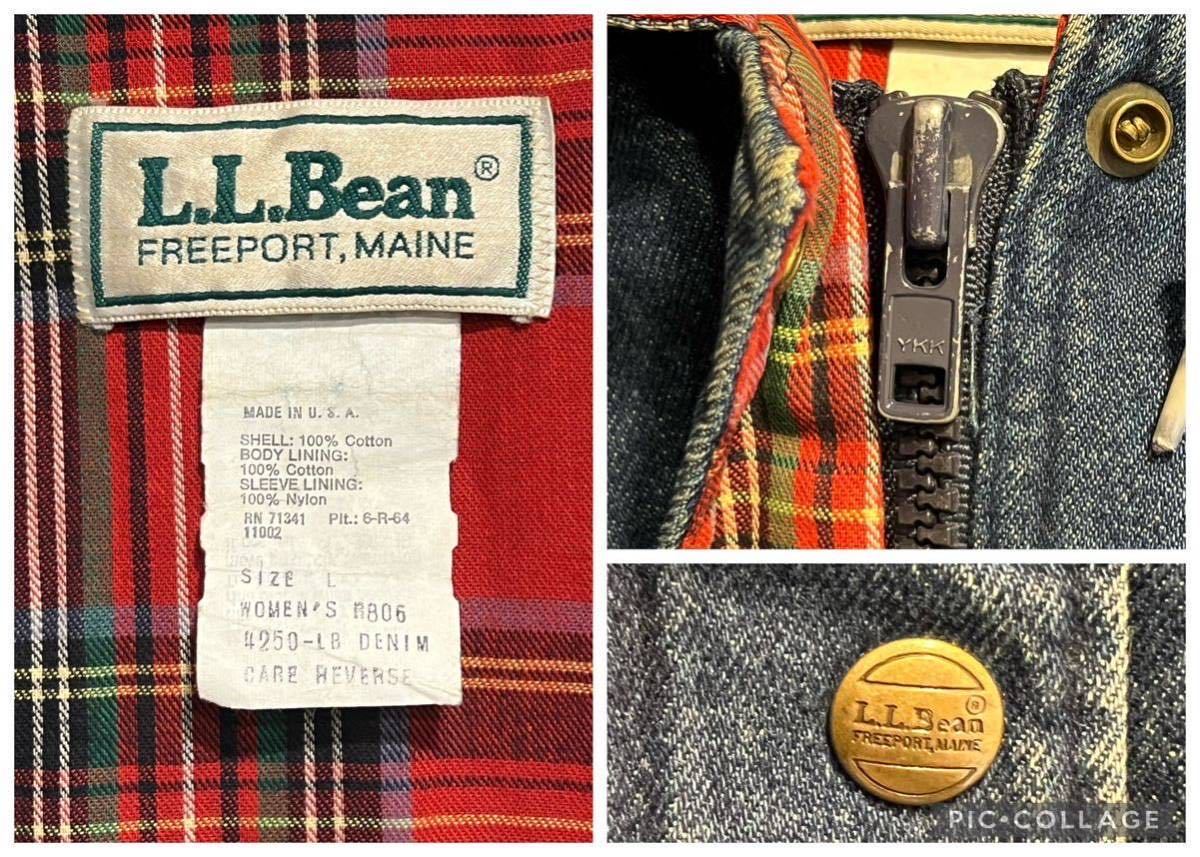 L.L.Bean®
FREEPORT, MAINE
MADE IN U. S. A.
SHELL: 100% Cotton
BODY LINING:
100% Cotton
SLEEVE LINING:
100% Nylon
RN 71341 Plt.: 6-R-64
11002
SIZE L
WOMEN'S R806
4250-LB DENIM
CARE REVERSE
YKK
L.L.Bean®
FREEPORT, MAINE
PIC•COLLAGE